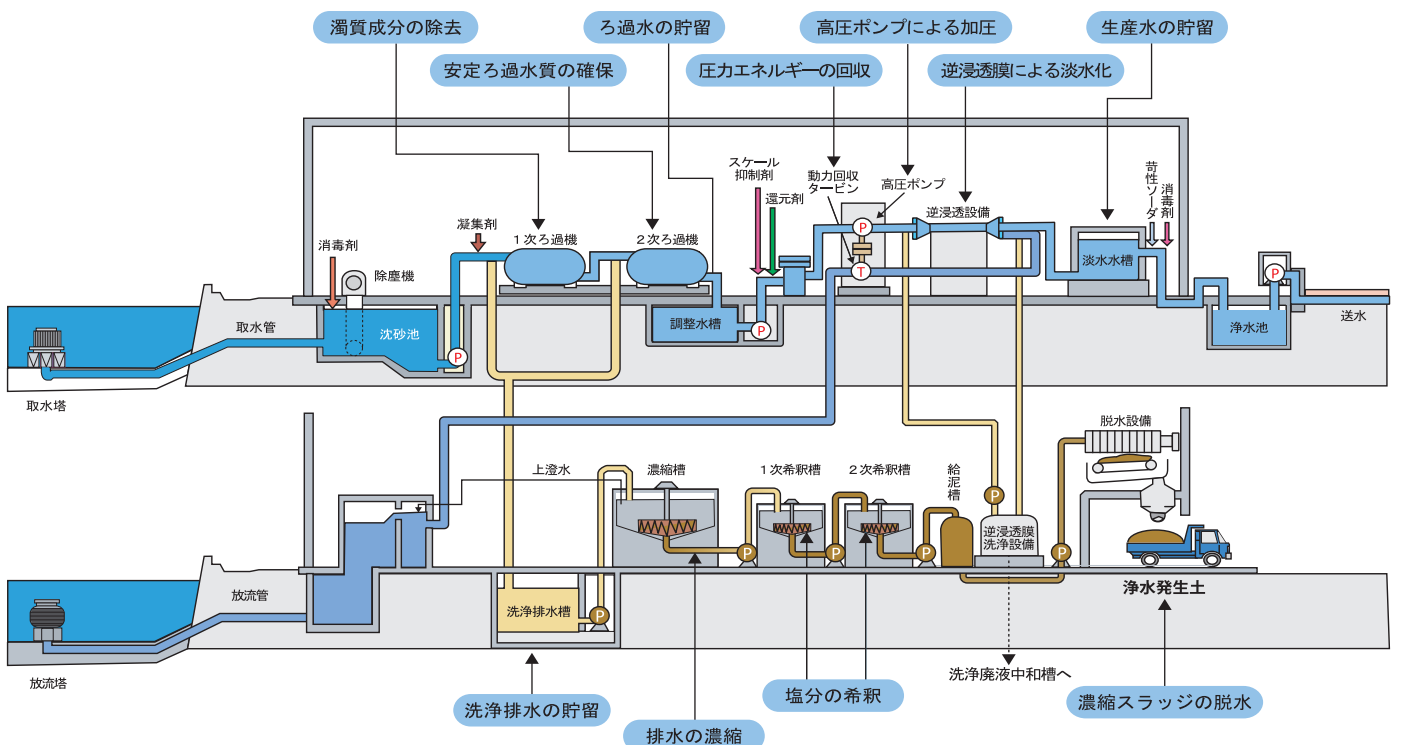 濁質成分の除去
ろ過水の貯留
高圧ポンプによる加圧
生産水の貯留
安定ろ過水質の確保
圧力エネルギーの回収
逆浸透膜による淡水化
スケール
抑制剤
還元剤
動力回収
タービン
高圧ポンプ
逆浸透設備
苛性ソーダ
消毒剤
凝集剤
1次ろ過機
2次ろ過機
消毒剤
除塵機
P
T
淡水水槽
P
取水管
沈砂池
P
調整水槽
P
浄水池
送水
取水塔
脱水設備
上澄水
濃縮槽
1次希釈槽
2次希釈槽
給泥槽
P
逆浸透膜
洗浄設備
P
P
P
P
放流管
洗浄排水槽
P
浄水発生土
放流塔
洗浄廃液中和槽へ
洗浄排水の貯留
塩分の希釈
濃縮スラッジの脱水
排水の濃縮